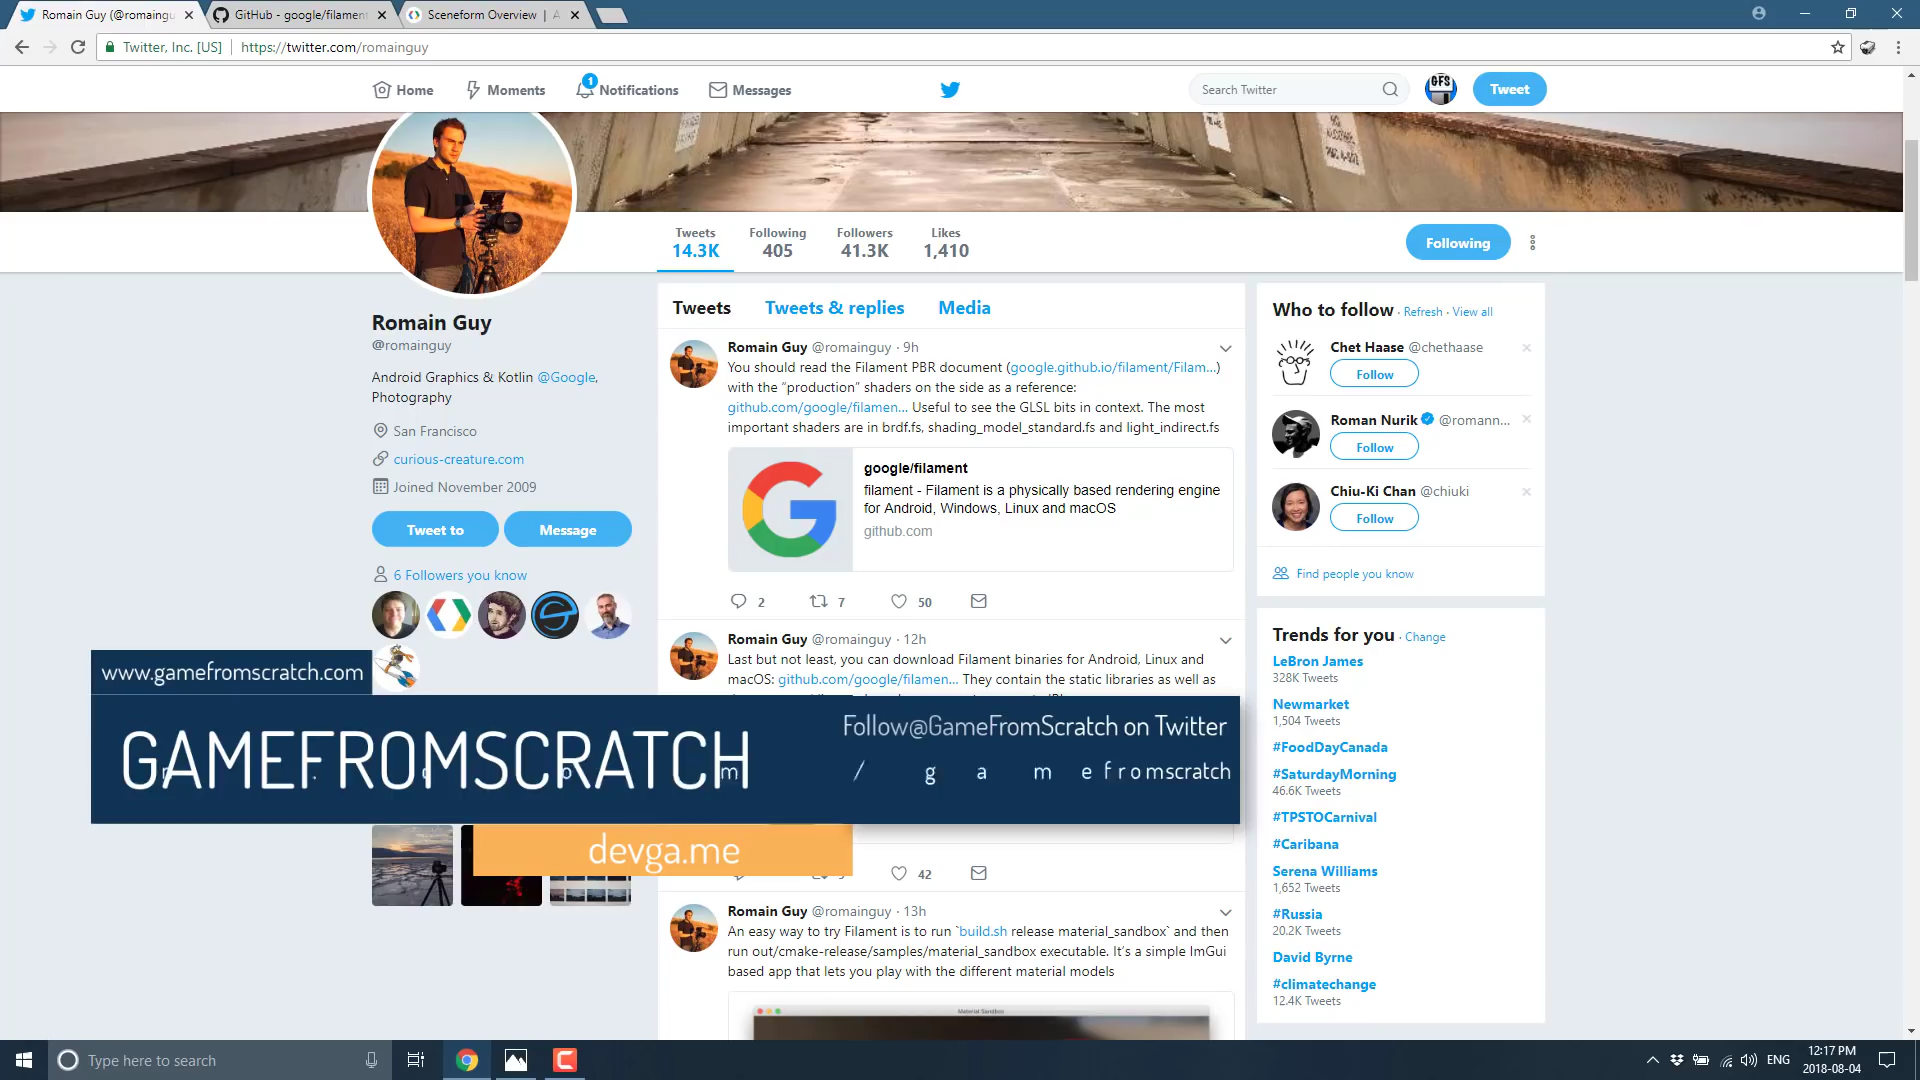 Romain Guy (@romaingu
GitHub - google/filamen
Sceneform Overview | A
Twitter, Inc. [US]
https://twitter.com/romainguy
Home
Moments
1
Notifications
Messages
Search Twitter
GFS
Tweet
Tweets
14.3K
Following
405
Followers
41.3K
Likes
1,410
Following
Romain Guy
@romainguy
Android Graphics & Kotlin @Google,
Photography
San Francisco
curious-creature.com
Joined November 2009
Tweet to
Message
6 Followers you know
Tweets
Tweets & replies
Media
Romain Guy @romainguy · 9h
You should read the Filament PBR document (google.github.io/filament/Filam...)
with the “production” shaders on the side as a reference:
github.com/google/filamen... Useful to see the GLSL bits in context. The most
important shaders are in brdf.fs, shading_model_standard.fs and light_indirect.fs
google/filament
filament - Filament is a physically based rendering engine
for Android, Windows, Linux and macOS
github.com
2
7
50
Romain Guy @romainguy · 12h
Last but not least, you can download Filament binaries for Android, Linux and
macOS: github.com/google/filamen... They contain the static libraries as well as
42
Romain Guy @romainguy · 13h
An easy way to try Filament is to run `build.sh release material_sandbox` and then
run out/cmake-release/samples/material_sandbox executable. It’s a simple ImGui
based app that lets you play with the different material models
Material Sandbox
Who to follow · Refresh · View all
Chet Haase @chethaase
Follow
Roman Nurik @romann...
Follow
Chiu-Ki Chan @chiuki
Follow
Find people you know
Trends for you · Change
LeBron James
328K Tweets
Newmarket
1,504 Tweets
#FoodDayCanada
#SaturdayMorning
46.6K Tweets
#TPSTOCarnival
#Caribana
Serena Williams
1,652 Tweets
#Russia
20.2K Tweets
David Byrne
#climatechange
12.4K Tweets
www.gamefromscratch.com
GAMEFROMSCRATCH
Follow@GameFromScratch on Twitter
/ g a m e f r o m scratch
devga.me
Type here to search
ENG
12:17 PM
2018-08-04